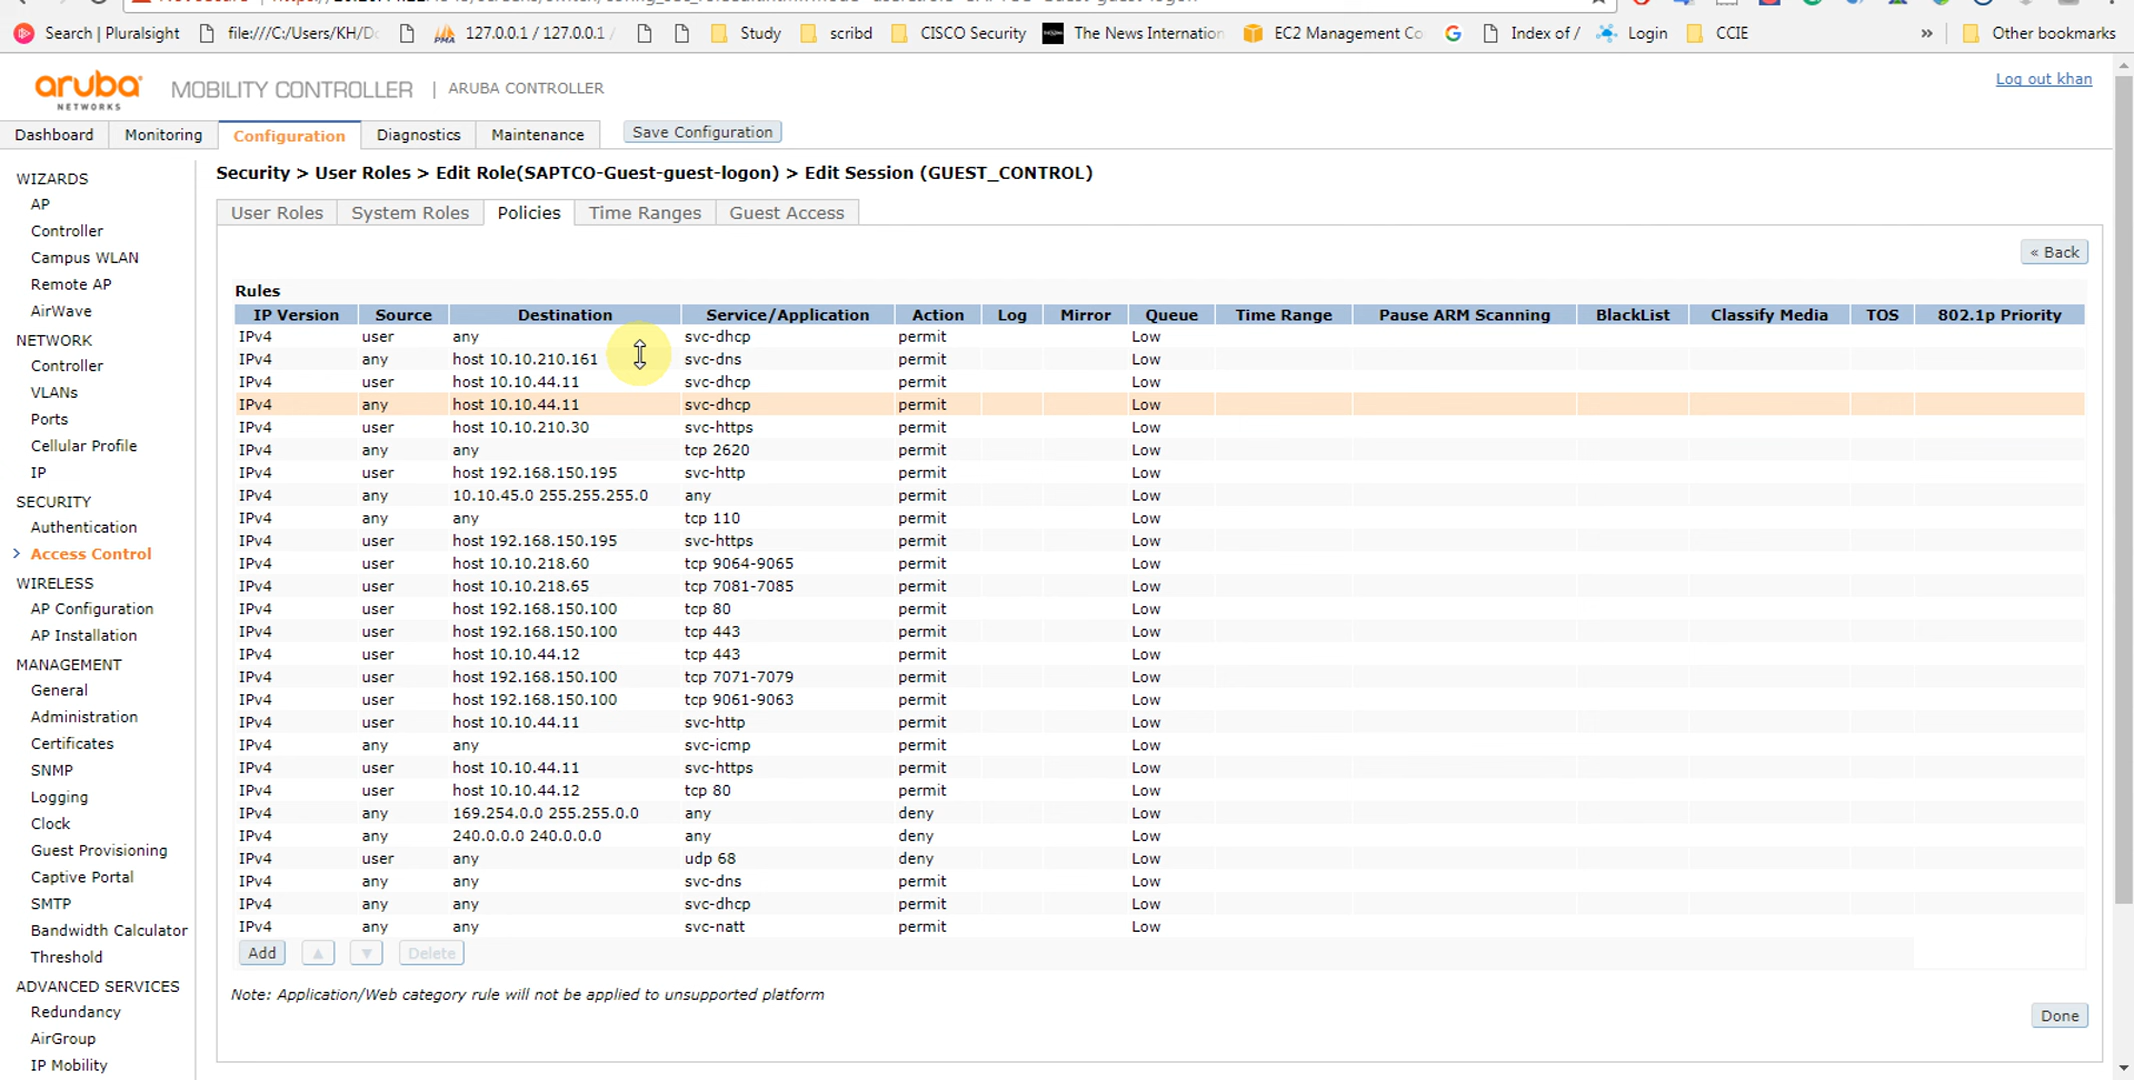 Search | Pluralsight file:///C:/Users/KH/Do 127.0.0.1 / 127.0.0.1 / Study scribd CISCO Security The News Internation EC2 Management Co Index of / Login CCIE » Other bookmarks
aruba NETWORKS MOBILITY CONTROLLER | ARUBA CONTROLLER Log out khan
Dashboard Monitoring Configuration Diagnostics Maintenance Save Configuration
Security > User Roles > Edit Role(SAPTCO-Guest-guest-logon) > Edit Session (GUEST_CONTROL)
User Roles System Roles Policies Time Ranges Guest Access
« Back
WIZARDS
AP
Controller
Campus WLAN
Remote AP
AirWave
NETWORK
Controller
VLANs
Ports
Cellular Profile
IP
SECURITY
Authentication
> Access Control
WIRELESS
AP Configuration
AP Installation
MANAGEMENT
General
Administration
Certificates
SNMP
Logging
Clock
Guest Provisioning
Captive Portal
SMTP
Bandwidth Calculator
Threshold
ADVANCED SERVICES
Redundancy
AirGroup
IP Mobility
Rules
IP Version Source Destination Service/Application Action Log Mirror Queue Time Range Pause ARM Scanning BlackList Classify Media TOS 802.1p Priority
IPv4 user any svc-dhcp permit Low
IPv4 any host 10.10.210.161 svc-dns permit Low
IPv4 user host 10.10.44.11 svc-dhcp permit Low
IPv4 any host 10.10.44.11 svc-dhcp permit Low
IPv4 user host 10.10.210.30 svc-https permit Low
IPv4 any any tcp 2620 permit Low
IPv4 user host 192.168.150.195 svc-http permit Low
IPv4 any 10.10.45.0 255.255.255.0 any permit Low
IPv4 any any tcp 110 permit Low
IPv4 user host 192.168.150.195 svc-https permit Low
IPv4 user host 10.10.218.60 tcp 9064-9065 permit Low
IPv4 user host 10.10.218.65 tcp 7081-7085 permit Low
IPv4 user host 192.168.150.100 tcp 80 permit Low
IPv4 user host 192.168.150.100 tcp 443 permit Low
IPv4 user host 10.10.44.12 tcp 443 permit Low
IPv4 user host 192.168.150.100 tcp 7071-7079 permit Low
IPv4 user host 192.168.150.100 tcp 9061-9063 permit Low
IPv4 user host 10.10.44.11 svc-http permit Low
IPv4 any any svc-icmp permit Low
IPv4 user host 10.10.44.11 svc-https permit Low
IPv4 user host 10.10.44.12 tcp 80 permit Low
IPv4 any 169.254.0.0 255.255.0.0 any deny Low
IPv4 any 240.0.0.0 240.0.0.0 any deny Low
IPv4 user any udp 68 deny Low
IPv4 any any svc-dns permit Low
IPv4 any any svc-dhcp permit Low
IPv4 any any svc-natt permit Low
Add Delete
Note: Application/Web category rule will not be applied to unsupported platform
Done